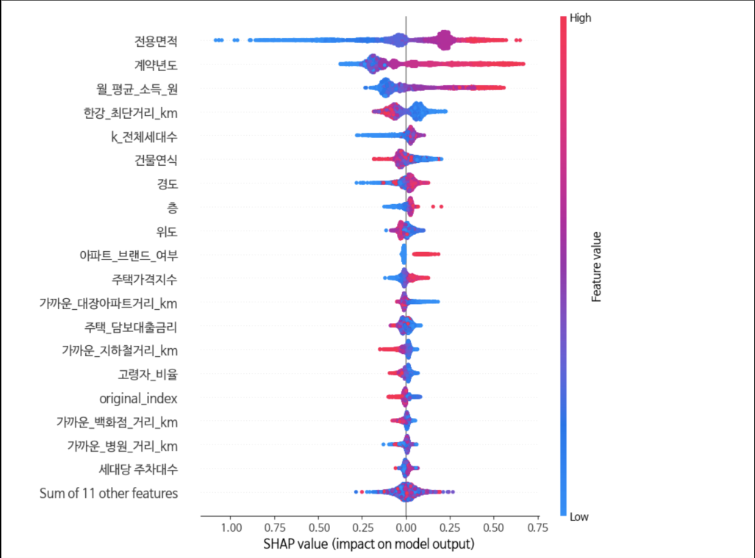 High
전용면적
계약년도
월_평균_소득_원
한강_최단거리_km
k_전체세대수
건물연식
경도
층
위도
아파트_브랜드_여부
주택가격지수
가까운_대장아파트거리_km
주택_담보대출금리
가까운_지하철거리_km
고령자_비율
original_index
가까운_백화점_거리_km
가까운_병원_거리_km
세대당 주차대수
Sum of 11 other features
Feature value
Low
1.00 0.75 0.50 0.25 0.00 0.25 0.50 0.75
SHAP value (impact on model output)